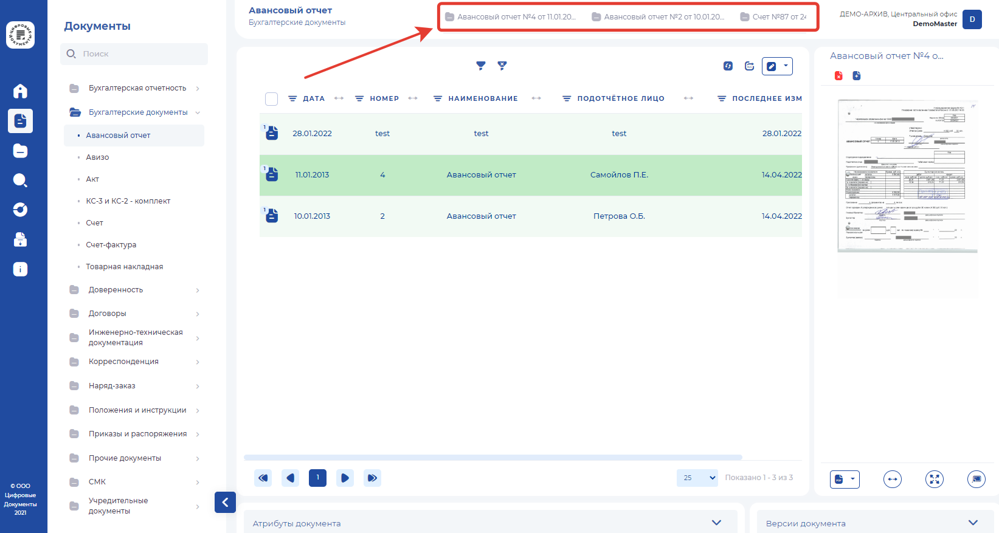 Авансовый отчет
Бухгалтерские документы
Авансовый отчет №4 от 11.01.20...
Авансовый отчет №2 от 10.01.20...
Счет №87 от 24
ДЕМО-АРХИВ, Центральный офис
DemoMaster
D
ЦИФРОВЫЕ ДОКУМЕНТЫ
Документы
Поиск
Бухгалтерская отчетность
Бухгалтерские документы
Авансовый отчет
Авизо
Акт
КС-3 и КС-2 - комплект
Счет
Счет-фактура
Товарная накладная
Доверенность
Договоры
Инженерно-техническая
документация
Корреспонденция
Наряд-заказ
Положения и инструкции
Приказы и распоряжения
Прочие документы
СМК
Учредительные
документы
© ООО
Цифровые
Документы
2021
ДАТА НОМЕР НАИМЕНОВАНИЕ ПОДОТЧЁТНОЕ ЛИЦО ПОСЛЕДНЕЕ ИЗМ
1 28.01.2022 test test test 28.01.2022
1 11.01.2013 4 Авансовый отчет Самойлов П.Е. 14.04.2022
1 10.01.2013 2 Авансовый отчет Петрова О.Б. 14.04.2022
1
25
Показано 1 - 3 из 3
Атрибуты документа
Версии документа
Авансовый отчет №4 о...
АВАНСОВЫЙ ОТЧЕТ
PDF